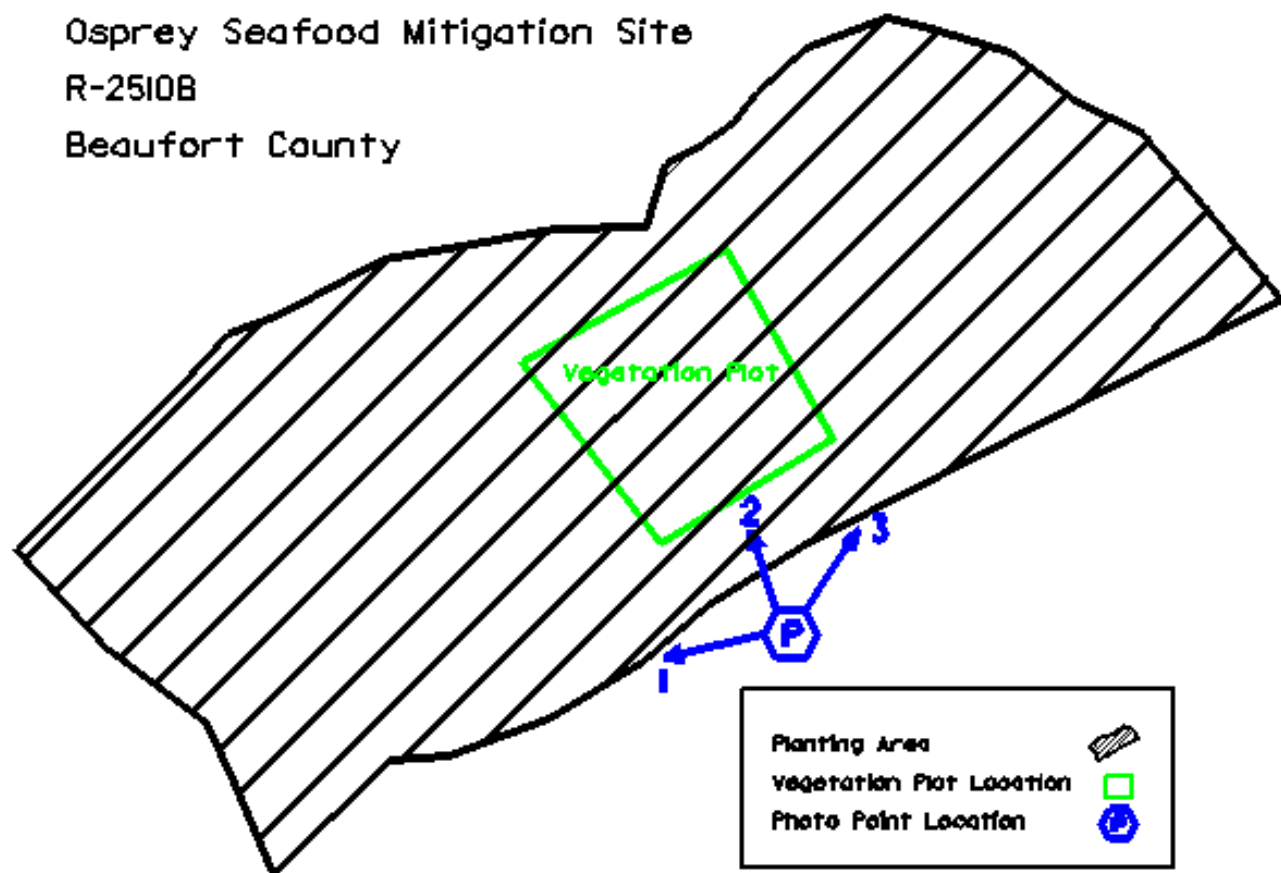 Osprey Seafood Mitigation Site
R-2510B
Beaufort County
Vegetation Plot
2
3
P
1
Planting Area
Vegetation Plot Location
Photo Point Location
P